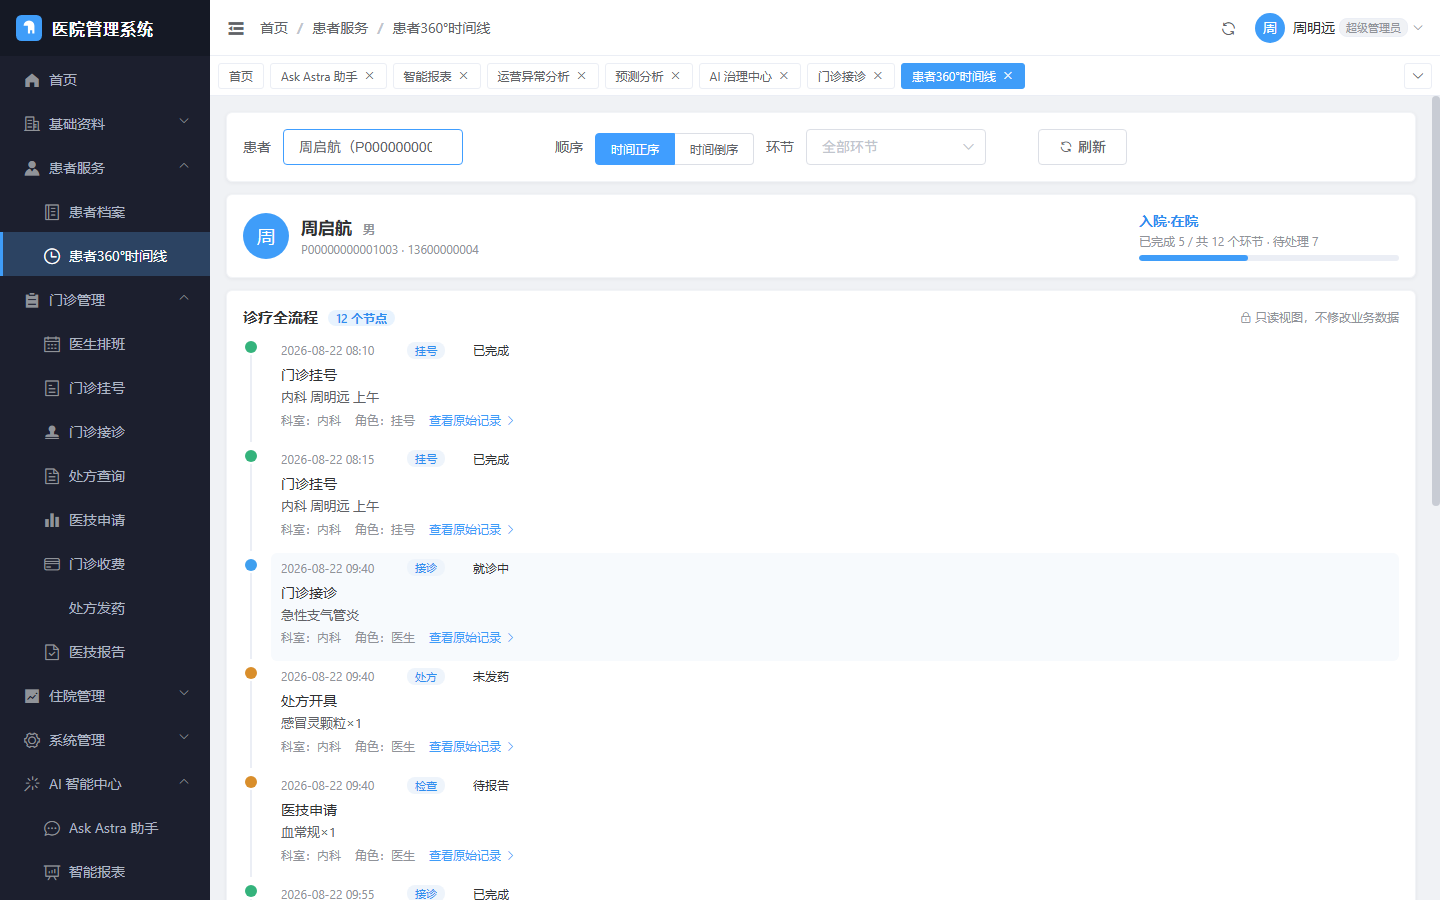 医院管理系统
首页
基础资料
患者服务
患者档案
患者360°时间线
门诊管理
医生排班
门诊挂号
门诊接诊
处方查询
医技申请
门诊收费
处方发药
医技报告
住院管理
系统管理
AI 智能中心
Ask Astra 助手
智能报表
首页 / 患者服务 / 患者360°时间线
周 周明远 超级管理员
首页 Ask Astra 助手 智能报表 运营异常分析 预测分析 AI 治理中心 门诊接诊 患者360°时间线
患者 周启航（P00000000C 顺序 时间正序 时间倒序 环节 全部环节 刷新
周 周启航 男
P00000000001003 · 13600000004
入院·在院
已完成 5 / 共 12 个环节 · 待处理 7
诊疗全流程 12 个节点
只读视图，不修改业务数据
2026-08-22 08:10 挂号 已完成
门诊挂号
内科 周明远 上午
科室：内科 角色：挂号 查看原始记录
2026-08-22 08:15 挂号 已完成
门诊挂号
内科 周明远 上午
科室：内科 角色：挂号 查看原始记录
2026-08-22 09:40 接诊 就诊中
门诊接诊
急性支气管炎
科室：内科 角色：医生 查看原始记录
2026-08-22 09:40 处方 未发药
处方开具
感冒灵颗粒×1
科室：内科 角色：医生 查看原始记录
2026-08-22 09:40 检查 待报告
医技申请
血常规×1
科室：内科 角色：医生 查看原始记录
2026-08-22 09:55 接诊 已完成